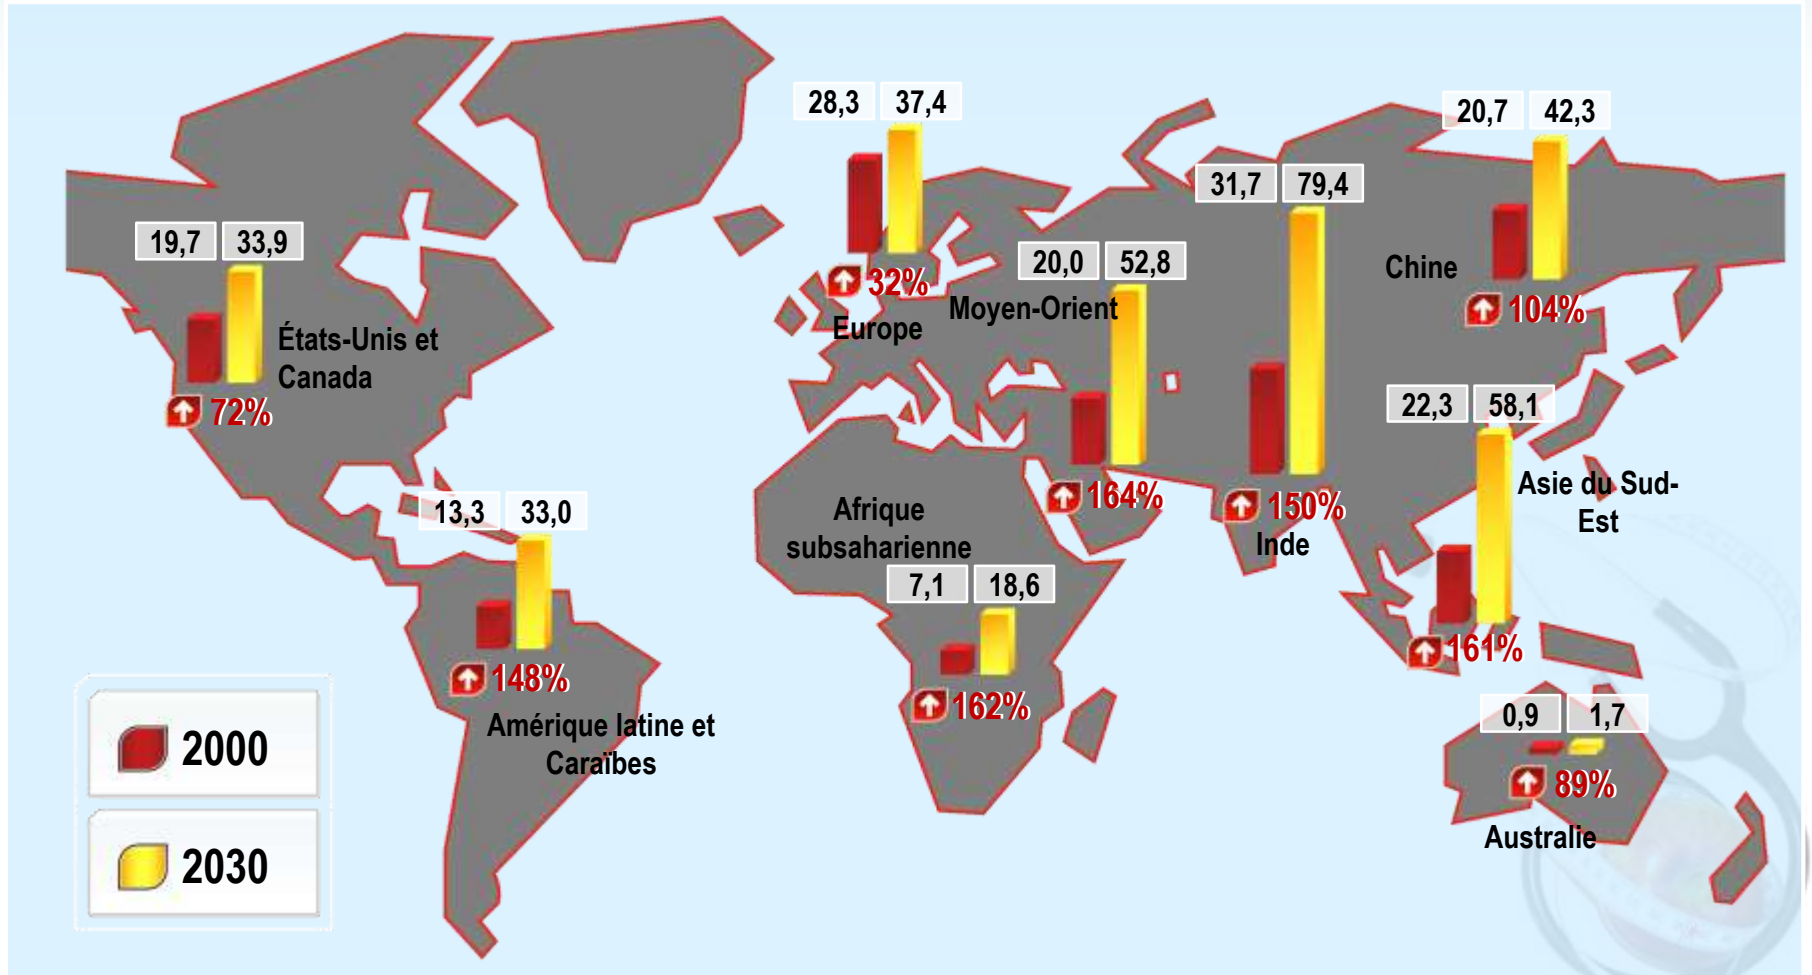 28,3 37,4
32%
Europe
20,7 42,3
Chine
104%
31,7 79,4
150%
Inde
19,7 33,9
États-Unis et
Canada
72%
20,0 52,8
Moyen-Orient
164%
22,3 58,1
Asie du Sud-
Est
161%
13,3 33,0
148%
Amérique latine et
Caraïbes
Afrique
subsaharienne
7,1 18,6
162%
0,9 1,7
89%
Australie
2000
2030